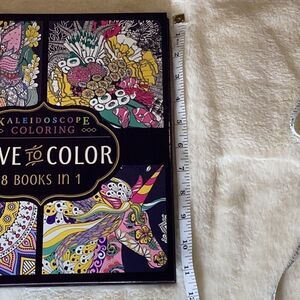 KALEIDOSCOPE
COLORING
VE TO COLOR
8 BOOKS IN 1